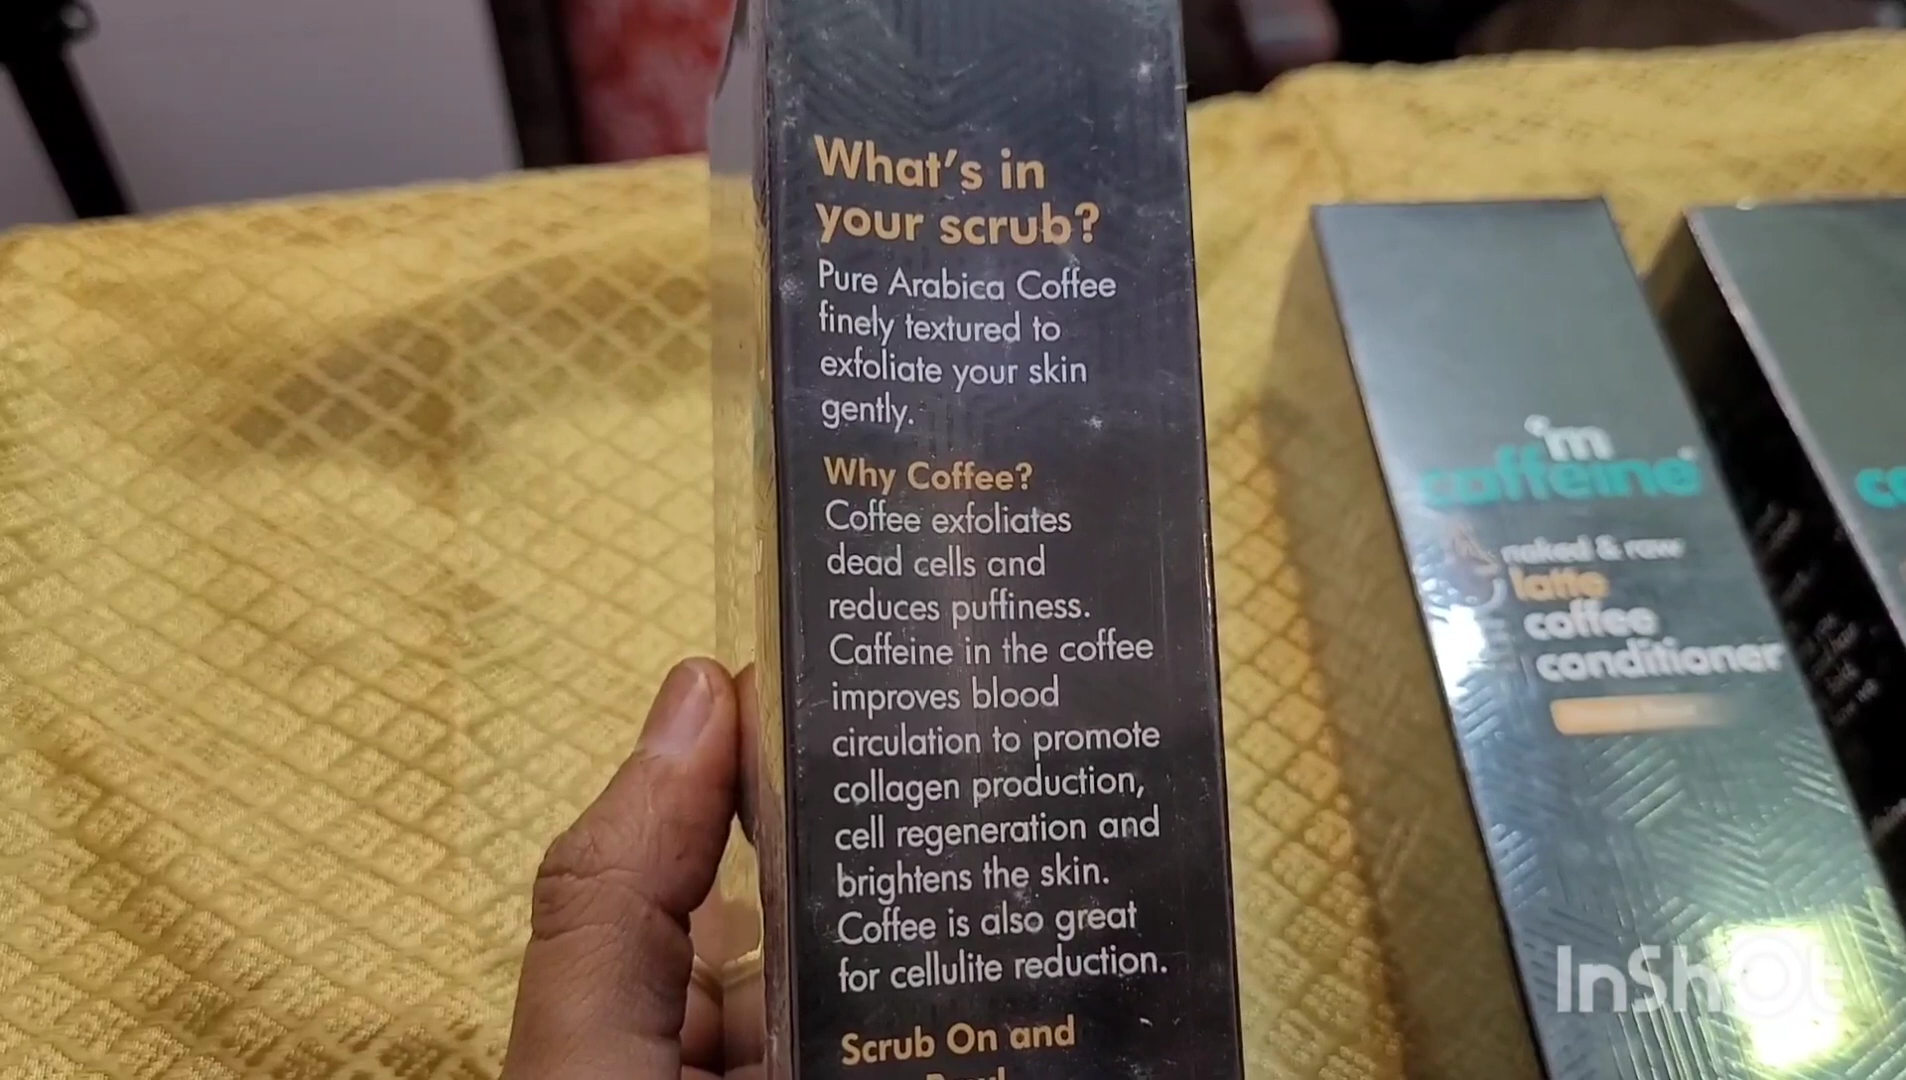 What's in
your scrub?
Pure Arabica Coffee
finely textured to
exfoliate your skin
gently.
Why Coffee?
Coffee exfoliates
dead cells and
reduces puffiness.
Caffeine in the coffee
improves blood
circulation to promote
collagen production,
cell regeneration and
brightens the skin.
Coffee is also great
for cellulite reduction.
Scrub On and
'm
caffeine
naked & raw
latte
coffee
conditioner
InShOt